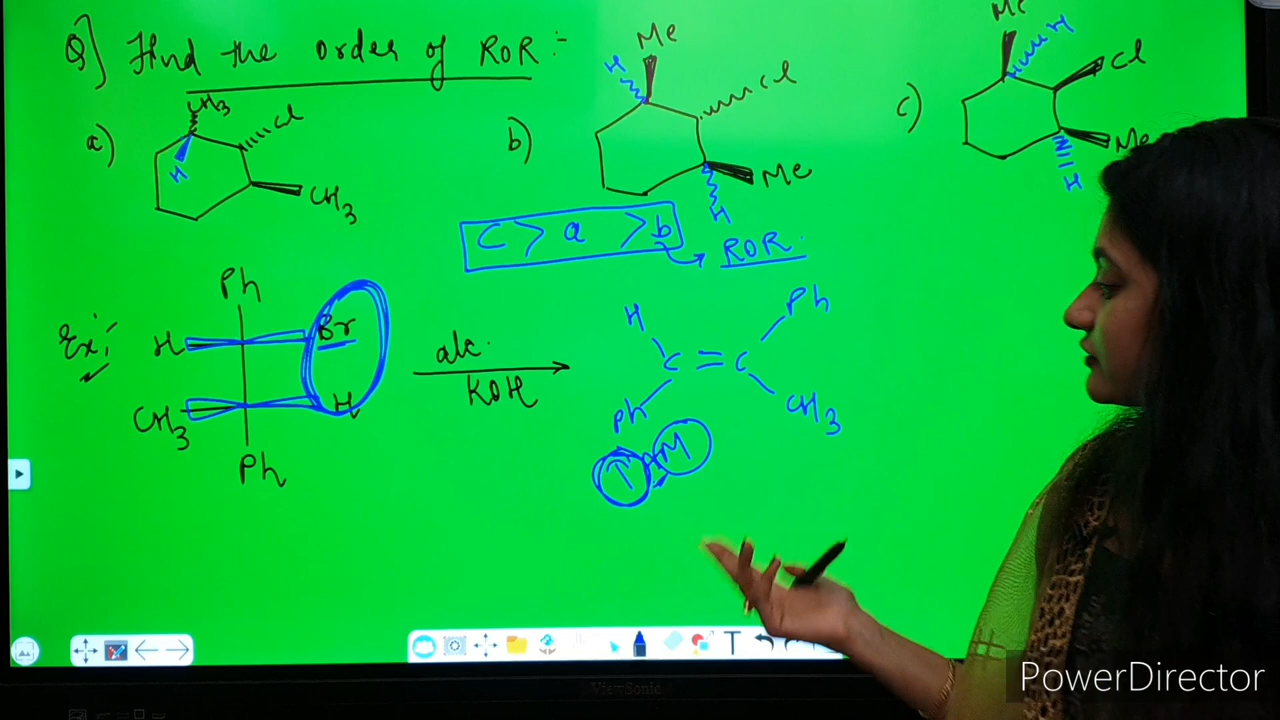 Q] Find the order of ROR :-
a)
CH3
H
Cl
CH3
b)
H
Me
Cl
Me
H
c)
Me
H
Cl
Me
H
C > a > b → ROR.
Ex:
Ph
H Br
CH3 H
Ph
alc.
KOH
H Ph
C = C
Ph CH3
T M
T
ViewSonic
PowerDirector